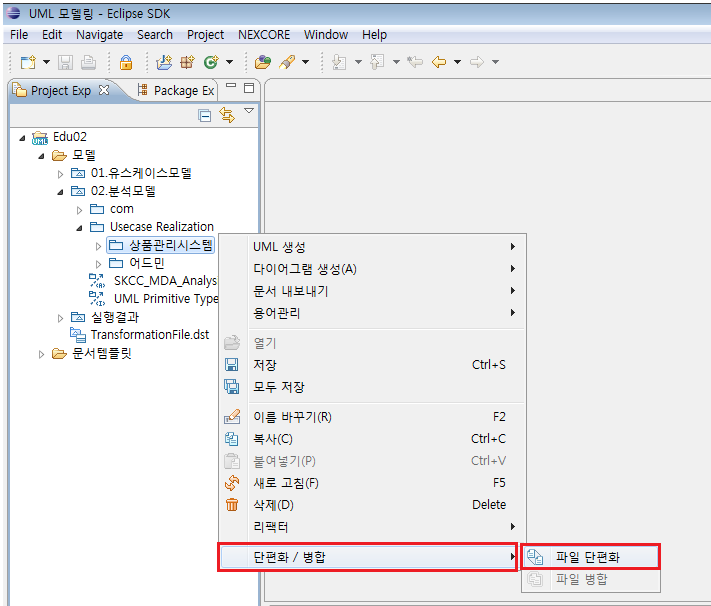 UML 모델링 - Eclipse SDK
File Edit Navigate Search Project NEXCORE Window Help
Project Exp Package Ex
Edu02
모델
01.유스케이스모델
02.분석모델
com
Usecase Realization
상품관리시스템
어드민
SKCC_MDA_Analys
UML Primitive Type
실행결과
TransformationFile.dst
문서템플릿
UML 생성
다이어그램 생성(A)
문서 내보내기
용어관리
열기
저장 Ctrl+S
모두 저장
이름 바꾸기(R) F2
복사(C) Ctrl+C
붙여넣기(P) Ctrl+V
새로 고침(F) F5
삭제(D) Delete
리팩터
단편화 / 병합
파일 단편화
파일 병합